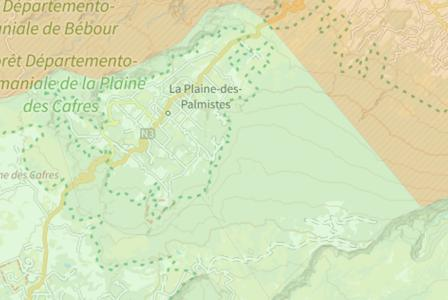 Département-
niale de Bébour
orêt Départemento-
maniale de la Plaine
des Cafres
La Plaine-des-
Palmistes
N3
ne des Cafres